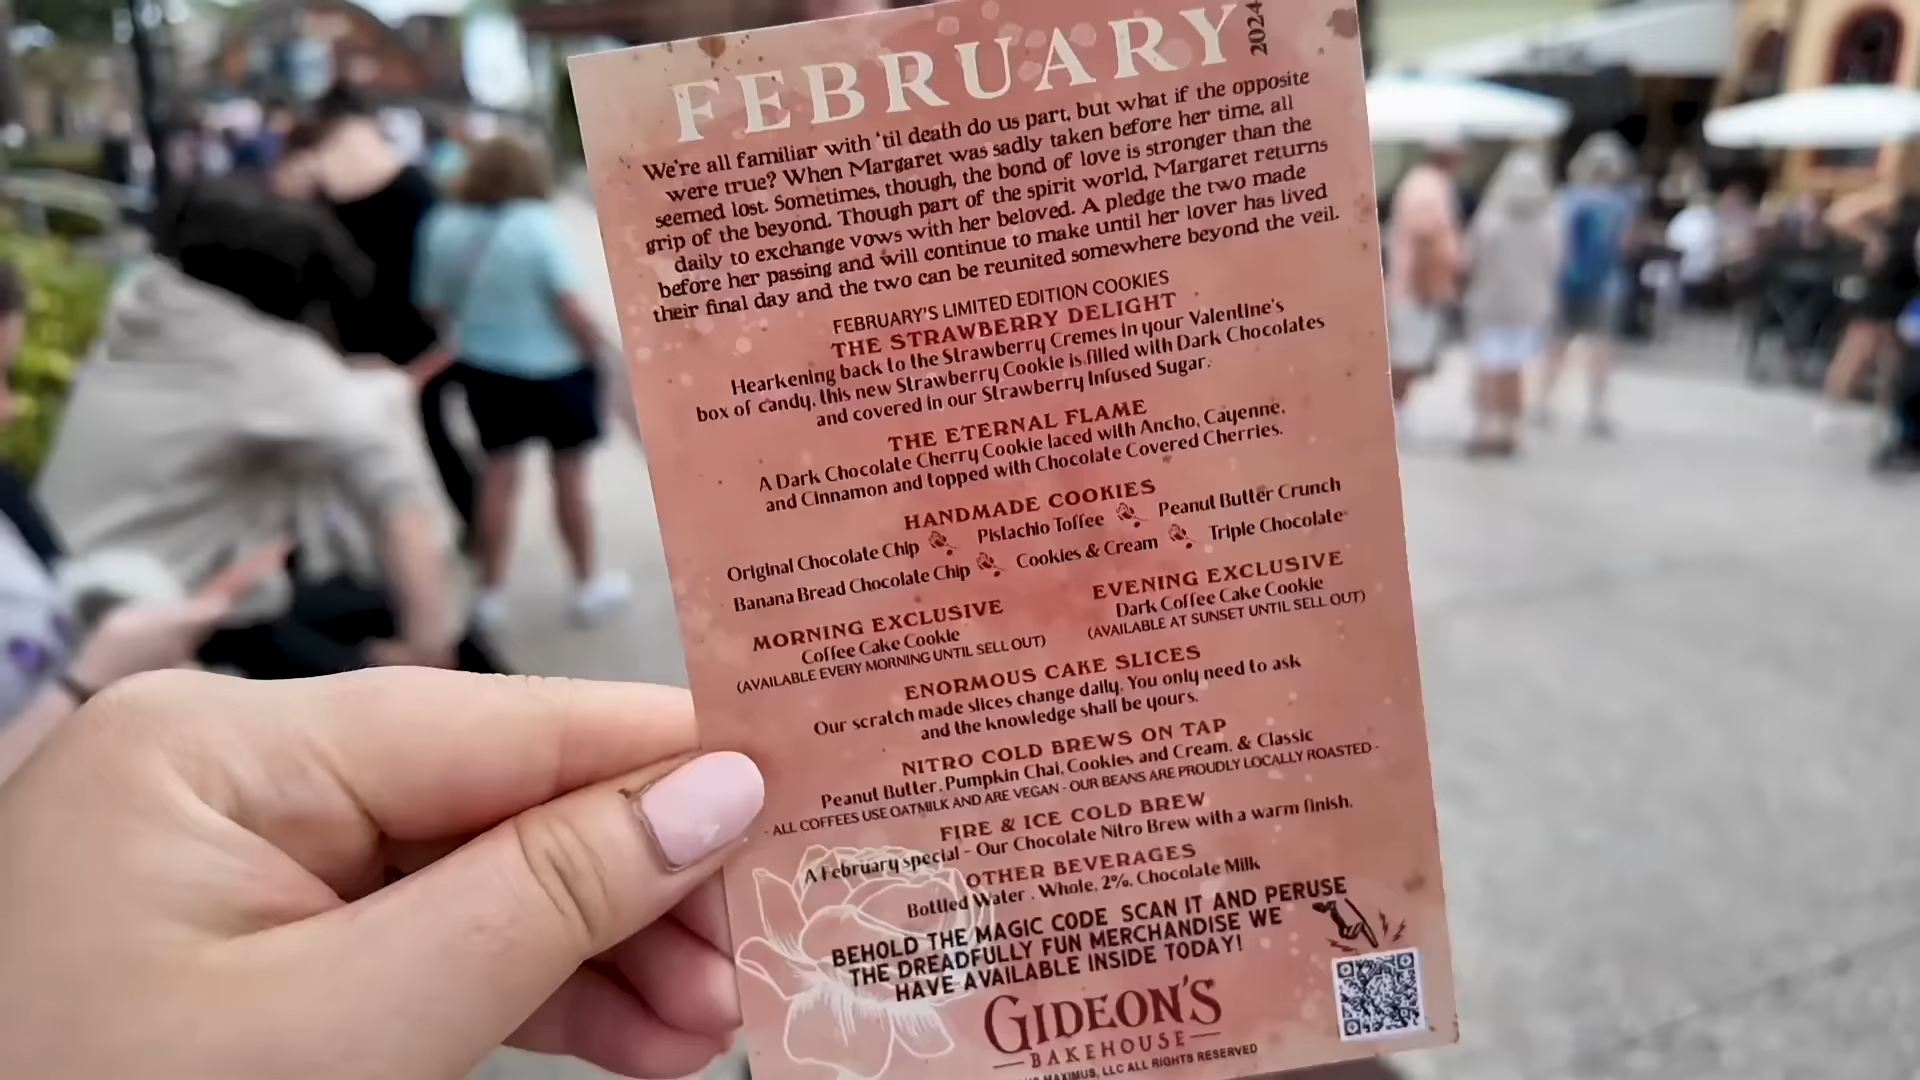 FEBRUARY 2024
We're all familiar with 'til death do us part, but what if the opposite
were true? When Margaret was sadly taken before her time, all
seemed lost. Sometimes, though, the bond of love is stronger than the
grip of the beyond. Though part of the spirit world, Margaret returns
daily to exchange vows with her beloved. A pledge the two made
before her passing and will continue to make until her lover has lived
their final day and the two can be reunited somewhere beyond the veil.
FEBRUARY'S LIMITED EDITION COOKIES
THE STRAWBERRY DELIGHT
Hearkening back to the Strawberry Cremes in your Valentine's
box of candy, this new Strawberry Cookie is filled with Dark Chocolates
and covered in our Strawberry Infused Sugar.
THE ETERNAL FLAME
A Dark Chocolate Cherry Cookie laced with Ancho, Cayenne,
and Cinnamon and topped with Chocolate Covered Cherries.
HANDMADE COOKIES
Original Chocolate Chip Pistachio Toffee Peanut Butter Crunch
Banana Bread Chocolate Chip Cookies & Cream Triple Chocolate
MORNING EXCLUSIVE
Coffee Cake Cookie
(AVAILABLE EVERY MORNING UNTIL SELL OUT)
EVENING EXCLUSIVE
Dark Coffee Cake Cookie
(AVAILABLE AT SUNSET UNTIL SELL OUT)
ENORMOUS CAKE SLICES
Our scratch made slices change daily. You only need to ask
and the knowledge shall be yours.
NITRO COLD BREWS ON TAP
Peanut Butter, Pumpkin Chai, Cookies and Cream, & Classic
- ALL COFFEES USE OATMILK AND ARE VEGAN - OUR BEANS ARE PROUDLY LOCALLY ROASTED -
FIRE & ICE COLD BREW
A February special - Our Chocolate Nitro Brew with a warm finish.
OTHER BEVERAGES
Bottled Water . Whole, 2%, Chocolate Milk
BEHOLD THE MAGIC CODE SCAN IT AND PERUSE
THE DREADFULLY FUN MERCHANDISE WE
HAVE AVAILABLE INSIDE TODAY!
GIDEON'S
BAKEHOUSE
MAXIMUS, LLC ALL RIGHTS RESERVED